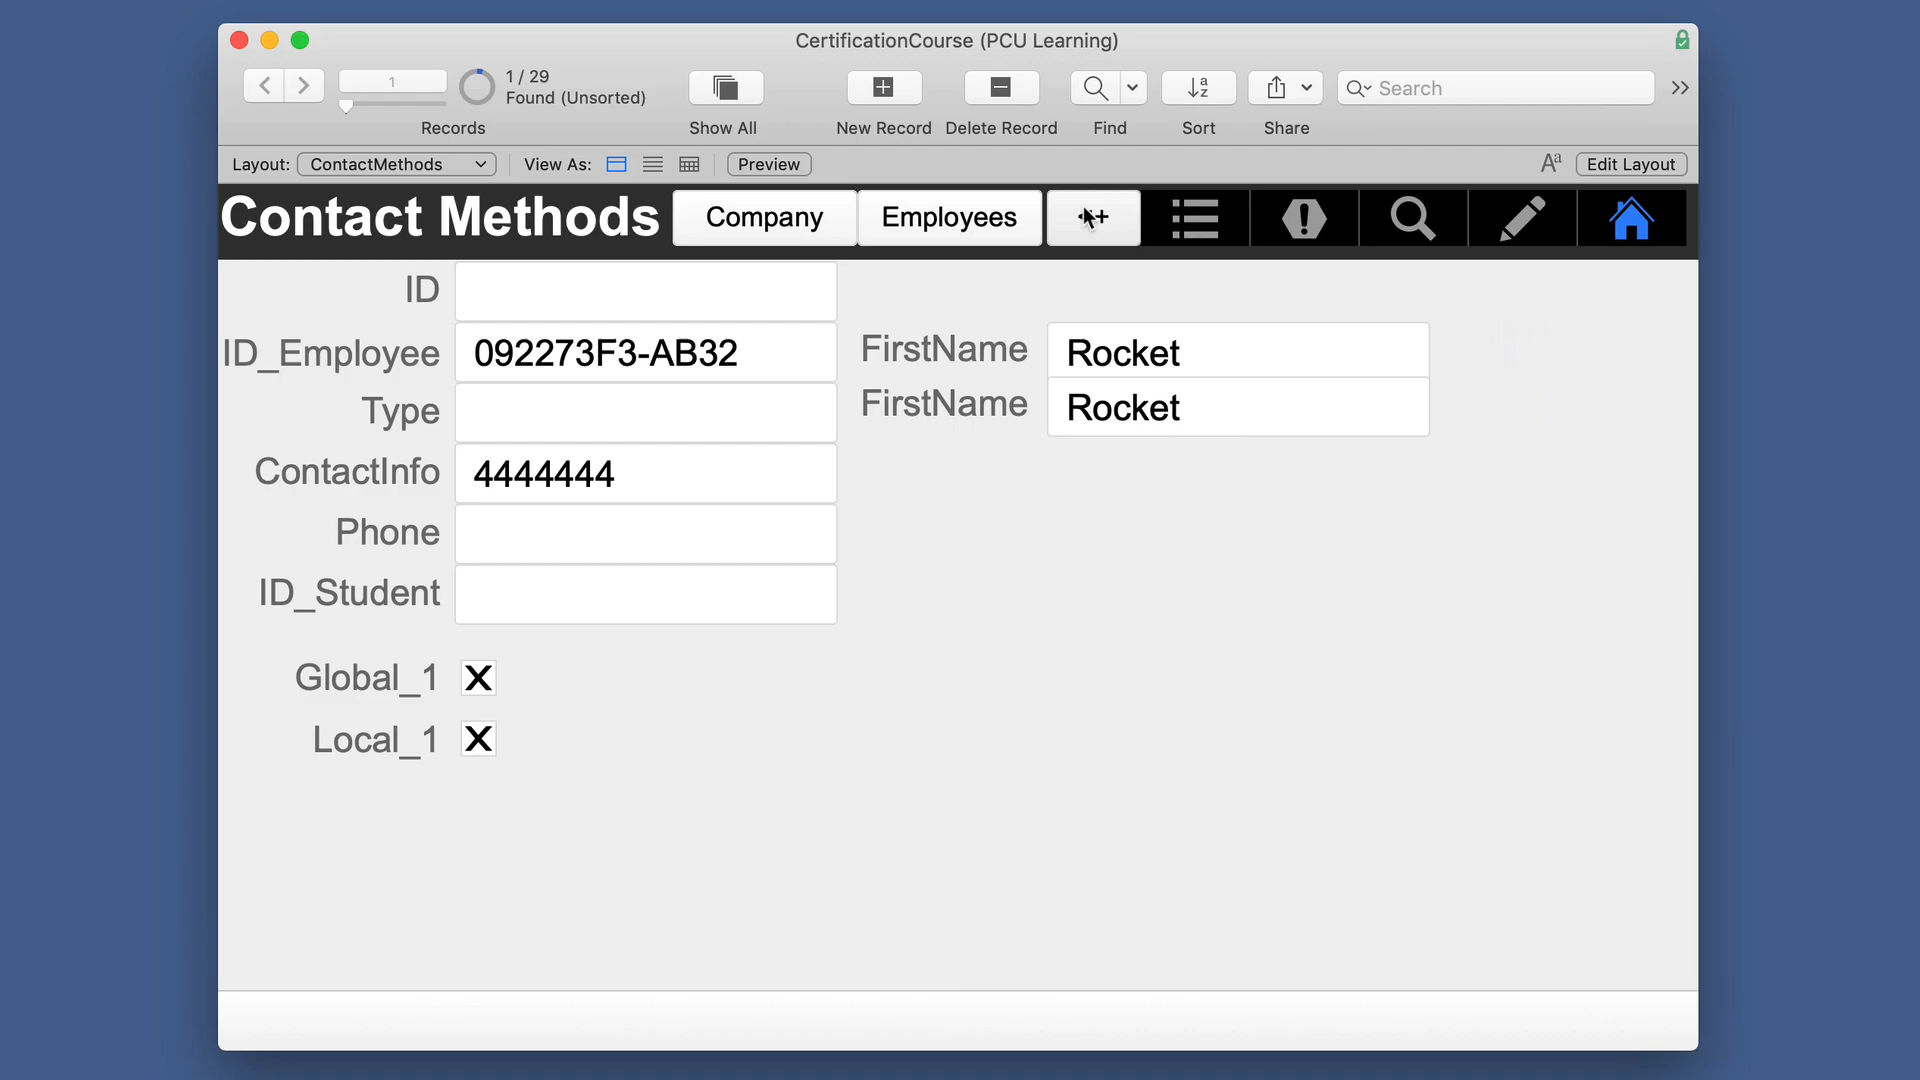 CertificationCourse (PCU Learning)
1
1 / 29
Found (Unsorted)
Search
Records
Show All
New Record
Delete Record
Find
Sort
Share
Layout: ContactMethods
View As:
Preview
Aa
Edit Layout
Contact Methods
Company
Employees
ID
ID_Employee 092273F3-AB32
FirstName Rocket
Type
FirstName Rocket
ContactInfo 4444444
Phone
ID_Student
Global_1 X
Local_1 X